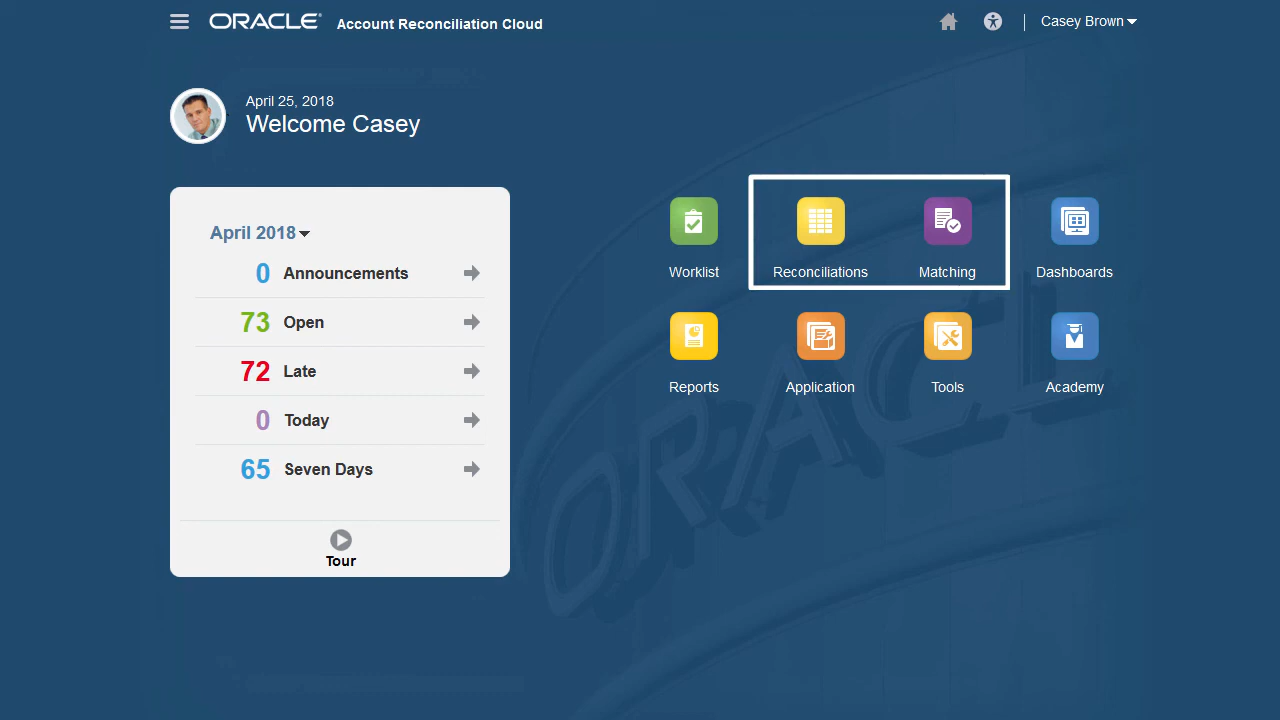 ORACLE® Account Reconciliation Cloud
Casey Brown
April 25, 2018
Welcome Casey
April 2018
0 Announcements
73 Open
72 Late
0 Today
65 Seven Days
Tour
Worklist
Reconciliations
Matching
Dashboards
Reports
Application
Tools
Academy
ORACL